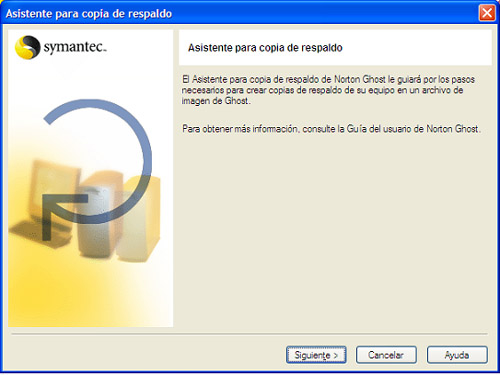 Asistente para copia de respaldo
symantec.
Asistente para copia de respaldo
El Asistente para copia de respaldo de Norton Ghost le guiará por los pasos
necesarios para crear copias de respaldo de su equipo en un archivo de
imagen de Ghost.
Para obtener más información, consulte la Guía del usuario de Norton Ghost.
Siguiente >
Cancelar
Ayuda